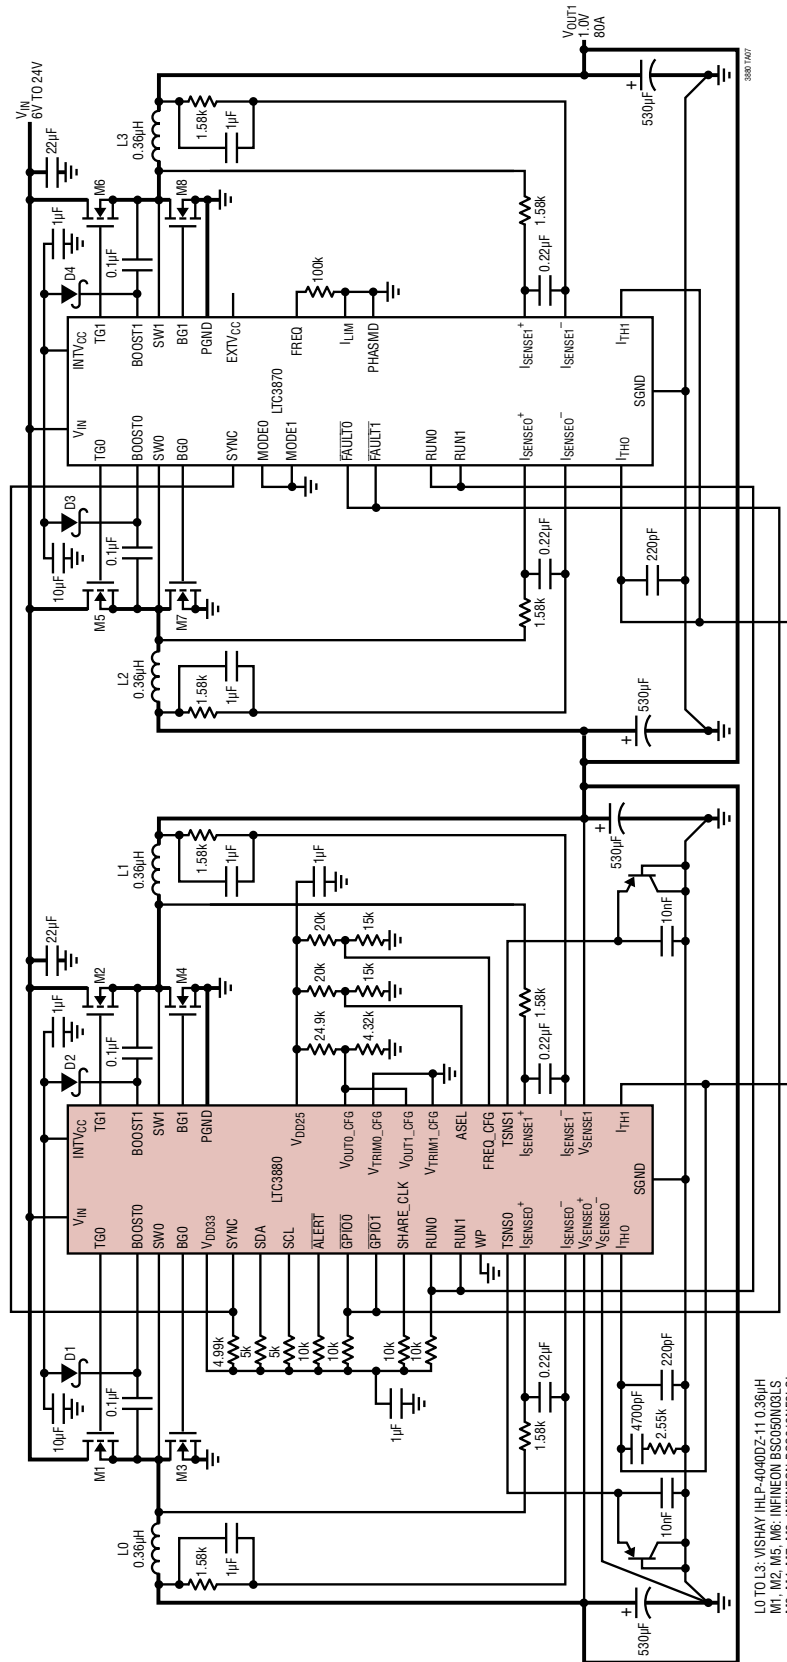 VIN
6V TO 24V
10µF
D1
M1
0.1µF
M3
L0
0.36µH
1.58k
1µF
VIN
INTVCC
TG0
TG1
BOOST0
BOOST1
SW0
SW1
BG0
BG1
PGND
LTC3880
VDD33
VDD25
SYNC
SDA
SCL
ALERT
GPIO0
GPIO1
SHARE_CLK
RUN0
RUN1
WP
TSNS0
ISENSE0+
ISENSE0–
VSENSE0+
VSENSE0–
ITH0
VOUT0_CFG
VTRIM0_CFG
VOUT1_CFG
VTRIM1_CFG
ASEL
FREQ_CFG
TSNS1
ISENSE1+
ISENSE1–
VSENSE1
ITH1
SGND
4.99k
5k
5k
10k
10k
10k
10k
1µF
1.58k
0.22µF
4700pF
2.55k
220pF
10nF
530µF
D2
1µF
22µF
M2
0.1µF
M4
L1
0.36µH
1.58k
1µF
1µF
24.9k
20k
20k
4.32k
15k
15k
0.22µF
1.58k
10nF
530µF
10µF
D3
M5
0.1µF
M7
L2
0.36µH
1.58k
1µF
VIN
INTVCC
TG0
TG1
BOOST0
BOOST1
SW0
SW1
BG0
BG1
PGND
SYNC
EXTVCC
MODE0
MODE1
LTC3870
FREQ
ILIM
PHASMD
FAULT0
FAULT1
RUN0
RUN1
ISENSE0+
ISENSE1+
ISENSE0–
ISENSE1–
ITH0
ITH1
SGND
1.58k
0.22µF
220pF
530µF
D4
1µF
22µF
M6
0.1µF
M8
L3
0.36µH
1.58k
1µF
100k
0.22µF
1.58k
VOUT1
1.0V
80A
530µF
3880 TA07
L0 TO L3: VISHAY IHLP-4040DZ-11 0.36µH
M1, M2, M5, M6: INFINEON BSC050N03LS